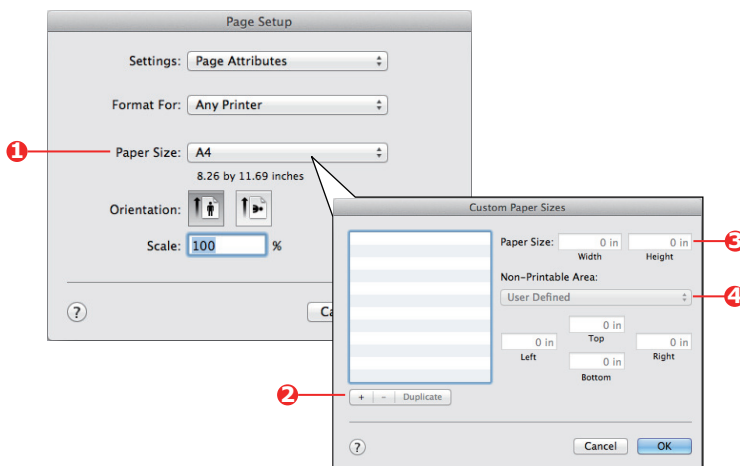 Page Setup
Settings: Page Attributes
Format For: Any Printer
1
Paper Size: A4
8.26 by 11.69 inches
Orientation:
Scale: 100 %
?
Custom Paper Sizes
Paper Size: 0 in 0 in
3
Width Height
Non-Printable Area:
User Defined
4
0 in
Top
0 in 0 in
Left Right
0 in
Bottom
2
+ - Duplicate
?
Cancel OK